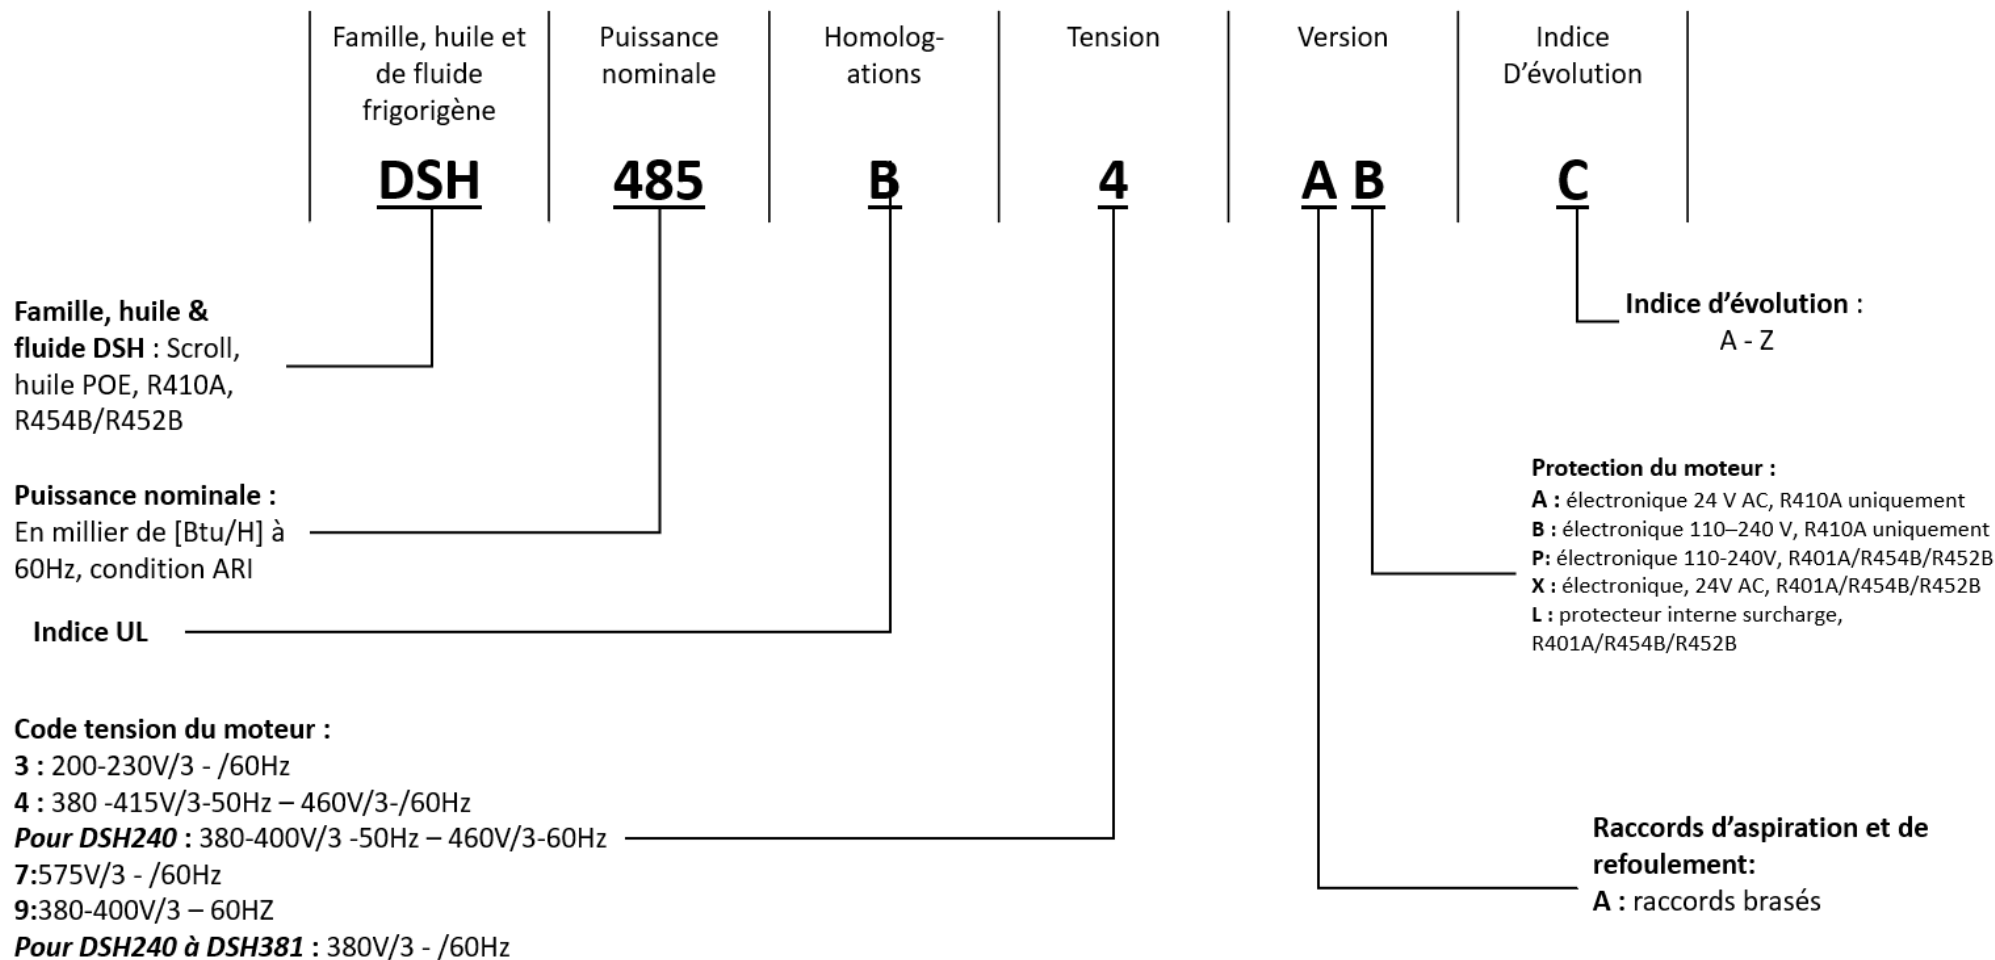 Famille, huile et
de fluide
frigorigène
Puissance
nominale
Homolog-
ations
Tension
Version
Indice
D’évolution
DSH
485
B
4
A B
C
Famille, huile &
fluide DSH : Scroll,
huile POE, R410A,
R454B/R452B
Puissance nominale :
En millier de [Btu/H] à
60Hz, condition ARI
Indice UL
Code tension du moteur :
3 : 200-230V/3 - /60Hz
4 : 380 -415V/3-50Hz – 460V/3-/60Hz
Pour DSH240 : 380-400V/3 -50Hz – 460V/3-60Hz
7:575V/3 - /60Hz
9:380-400V/3 – 60HZ
Pour DSH240 à DSH381 : 380V/3 - /60Hz
Indice d’évolution :
A - Z
Protection du moteur :
A : électronique 24 V AC, R410A uniquement
B : électronique 110–240 V, R410A uniquement
P: électronique 110-240V, R401A/R454B/R452B
X : électronique, 24V AC, R401A/R454B/R452B
L : protecteur interne surcharge,
R401A/R454B/R452B
Raccords d’aspiration et de
refoulement:
A : raccords brasés